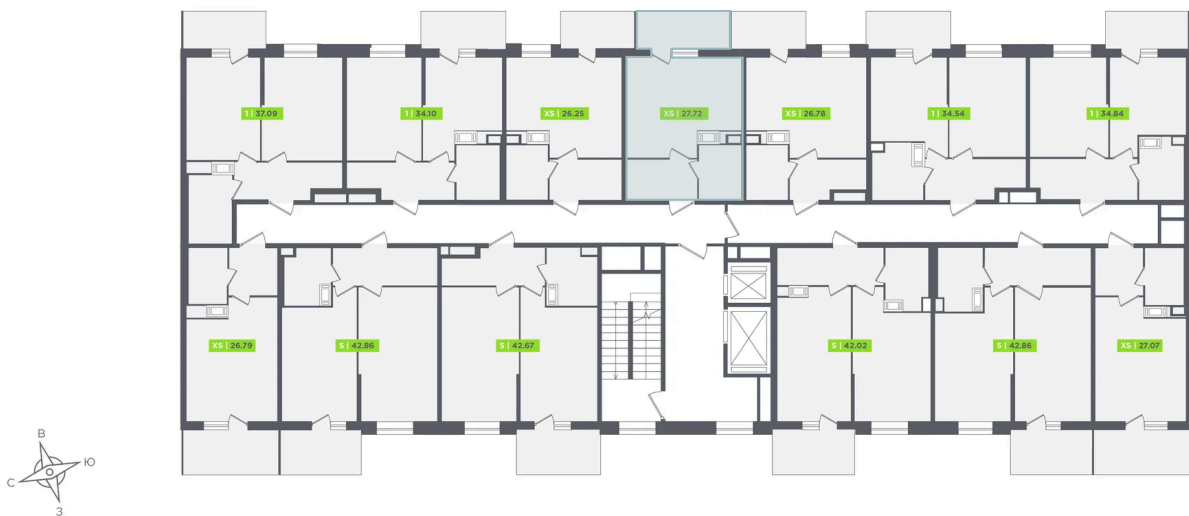 1 | 37.09
1 | 34.10
XS | 26.25
XS | 27.72
XS | 26.78
1 | 34.54
1 | 34.84
XS | 26.79
S | 42.86
S | 42.67
S | 42.02
S | 42.86
XS | 27.07
В
Ю
С
З